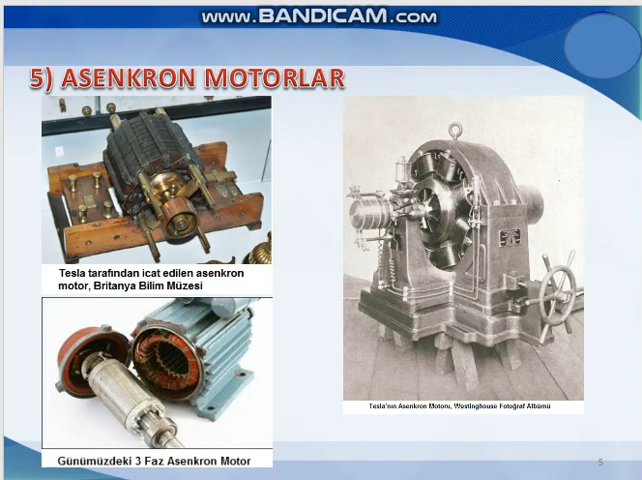 www.BANDICAM.com
5) ASENKRON MOTORLAR
Tesla tarafından icat edilen asenkron
motor, Britanya Bilim Müzesi
Tesla'nın Asenkron Motoru, Westinghouse Fotoğraf Albümü
Günümüzdeki 3 Faz Asenkron Motor
5